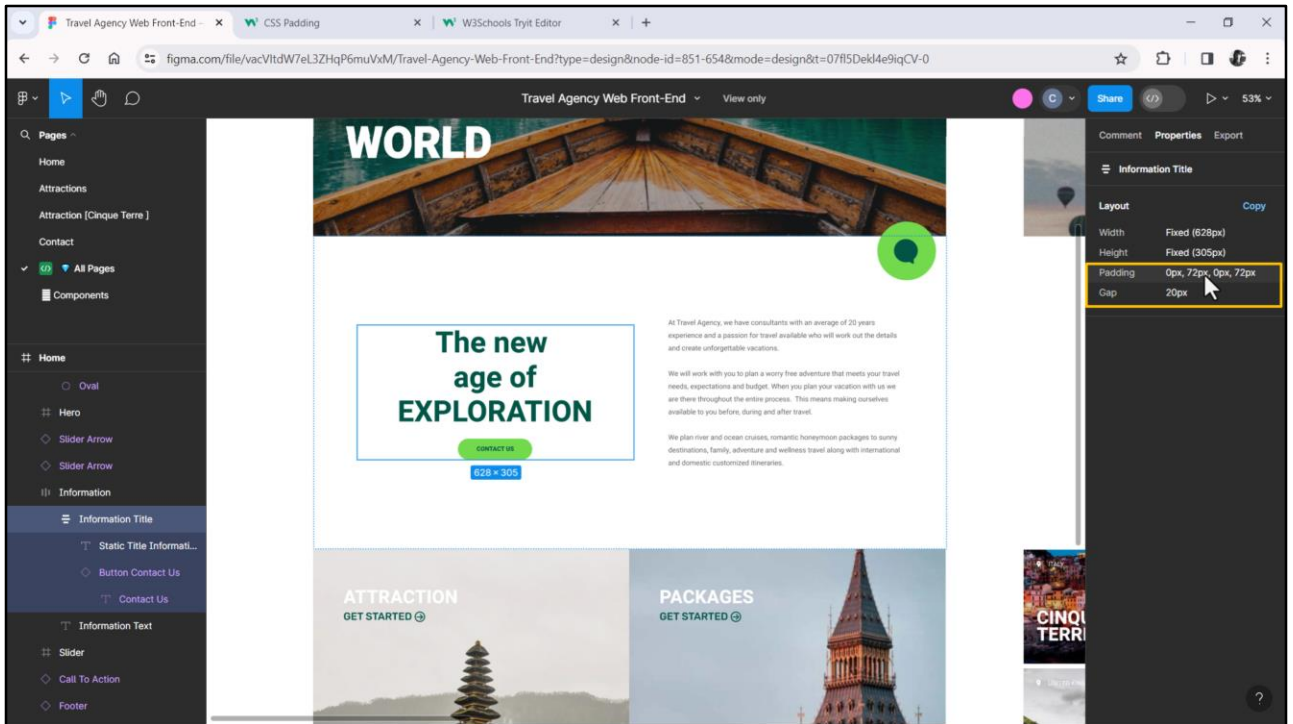 Travel Agency Web Front-End –
CSS Padding
W3Schools Tryit Editor
figma.com/file/vacVItdW7eL3ZHqP6muVxM/Travel-Agency-Web-Front-End?type=design&node-id=851-654&mode=design&t=07fl5Dekl4e9iqCV-0
Travel Agency Web Front-End
View only
C
Share
53%
Pages
Home
Attractions
Attraction [Cinque Terre ]
Contact
All Pages
Components
Home
Oval
Hero
Slider Arrow
Slider Arrow
Information
Information Title
Static Title Informati...
Button Contact Us
Contact Us
Information Text
Slider
Call To Action
Footer
WORLD
The new
age of
EXPLORATION
CONTACT US
628 × 305
At Travel Agency, we have consultants with an average of 20 years
experience and a passion for travel available who will work out the details
and create unforgettable vacations.
We will work with you to plan a worry free adventure that meets your travel
needs, expectations and budget. When you plan your vacation with us we
are there throughout the entire process. This means making ourselves
available to you before, during and after travel.
We plan river and ocean cruises, romantic honeymoon packages to sunny
destinations, family, adventure and wellness travel along with international
and domestic customized itineraries.
ATTRACTION
GET STARTED
PACKAGES
GET STARTED
ITALY
CINQU
TERRE
Comment Properties Export
Information Title
Layout Copy
Width Fixed (628px)
Height Fixed (305px)
Padding 0px, 72px, 0px, 72px
Gap 20px
?